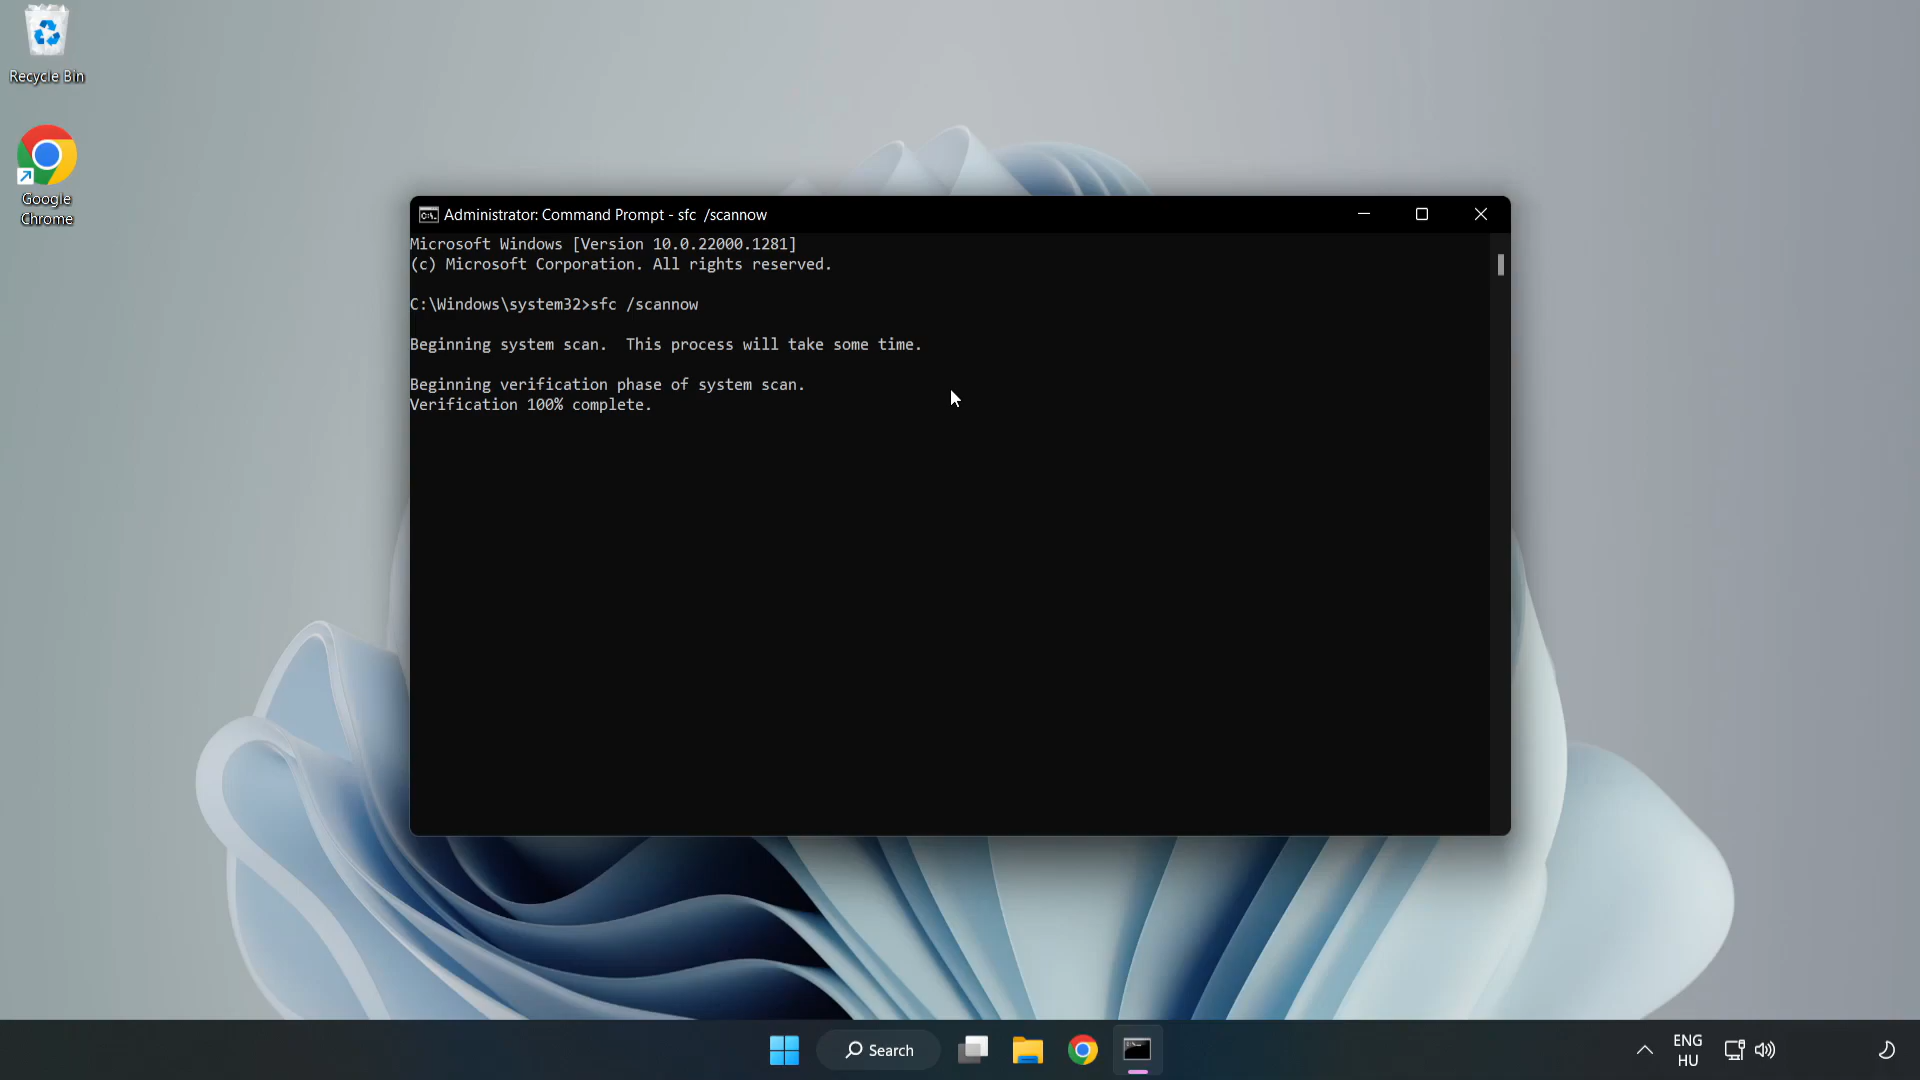 Recycle Bin
Google
Chrome
Administrator: Command Prompt - sfc  /scannow
Microsoft Windows [Version 10.0.22000.1281]
(c) Microsoft Corporation. All rights reserved.
C:\Windows\system32>sfc /scannow
Beginning system scan.  This process will take some time.
Beginning verification phase of system scan.
Verification 100% complete.
Search
ENG
HU